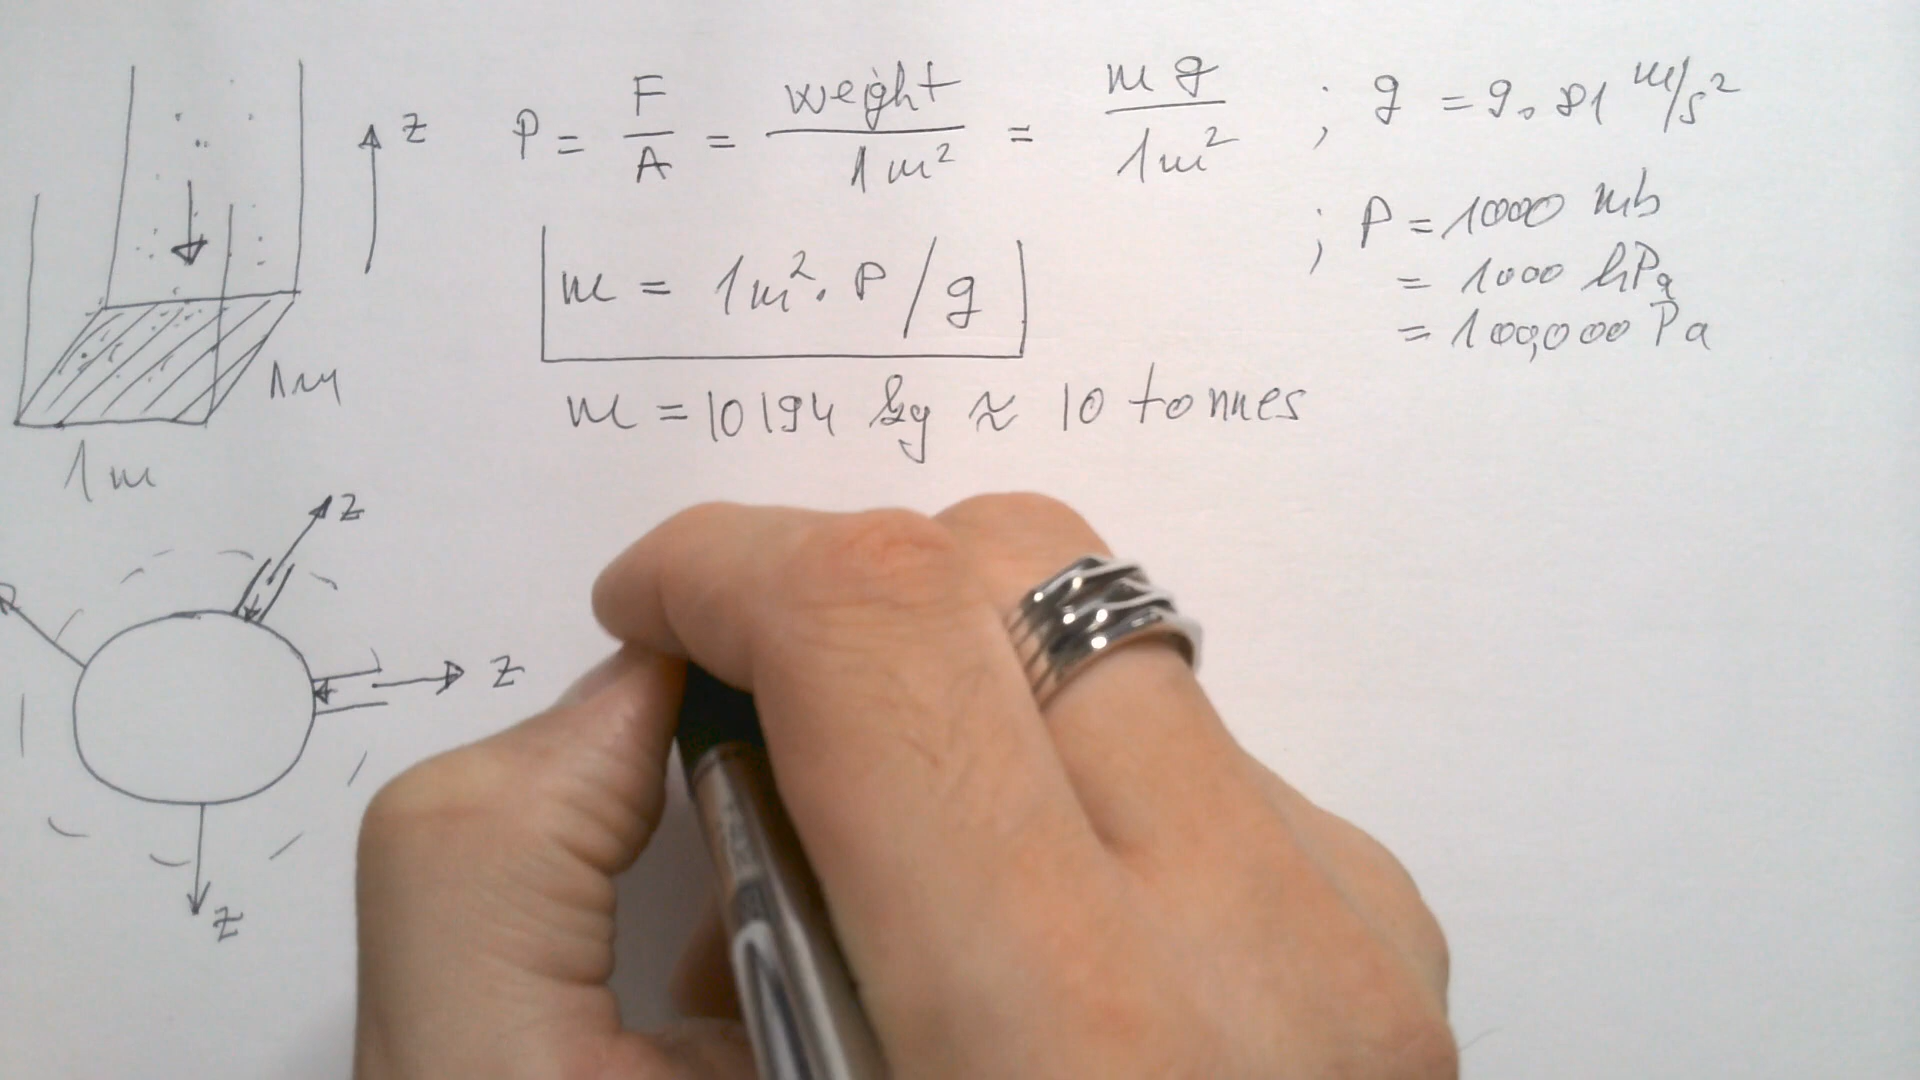 P = F/A = weight/1m² = mg/1m² ; g = 9.81 m/s²
z
; P = 1000 mb
= 1000 hPa
= 100,000 Pa
m = 1m² · P / g
m = 10194 kg ≈ 10 tonnes
1m
1m
z
z
z